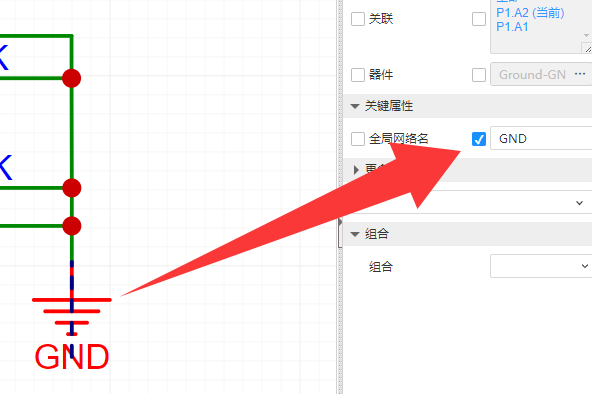 K
K
GND
关联
P1.A2 (当前)
P1.A1
器件
Ground-GN ...
关键属性
全局网络名
GND
组合
组合